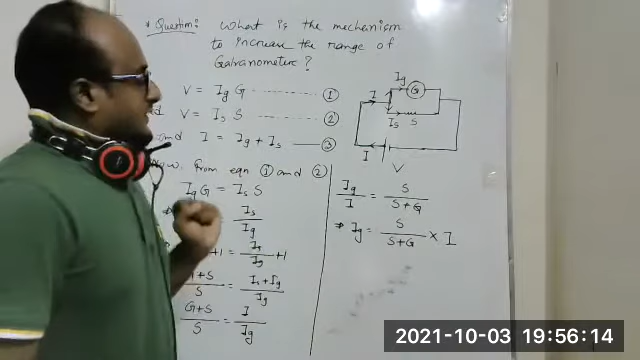 * Question: What is the mechanism
to increase the range of
Galvanometer?
V = Ig G ---------- ①
V = Is S ---------- ②
I = Ig + Is ——— ③
from eqn ① and ②
Ig G = Is S
Is/Ig
+1 = Is/Ig +1
+S/S = Is+Ig/Ig
G+S/S = I/Ig
Ig
G
I
Is
S
I
V
Ig/I = S/S+G
⇒ Ig = S/S+G × I
2021-10-03 19:56:14